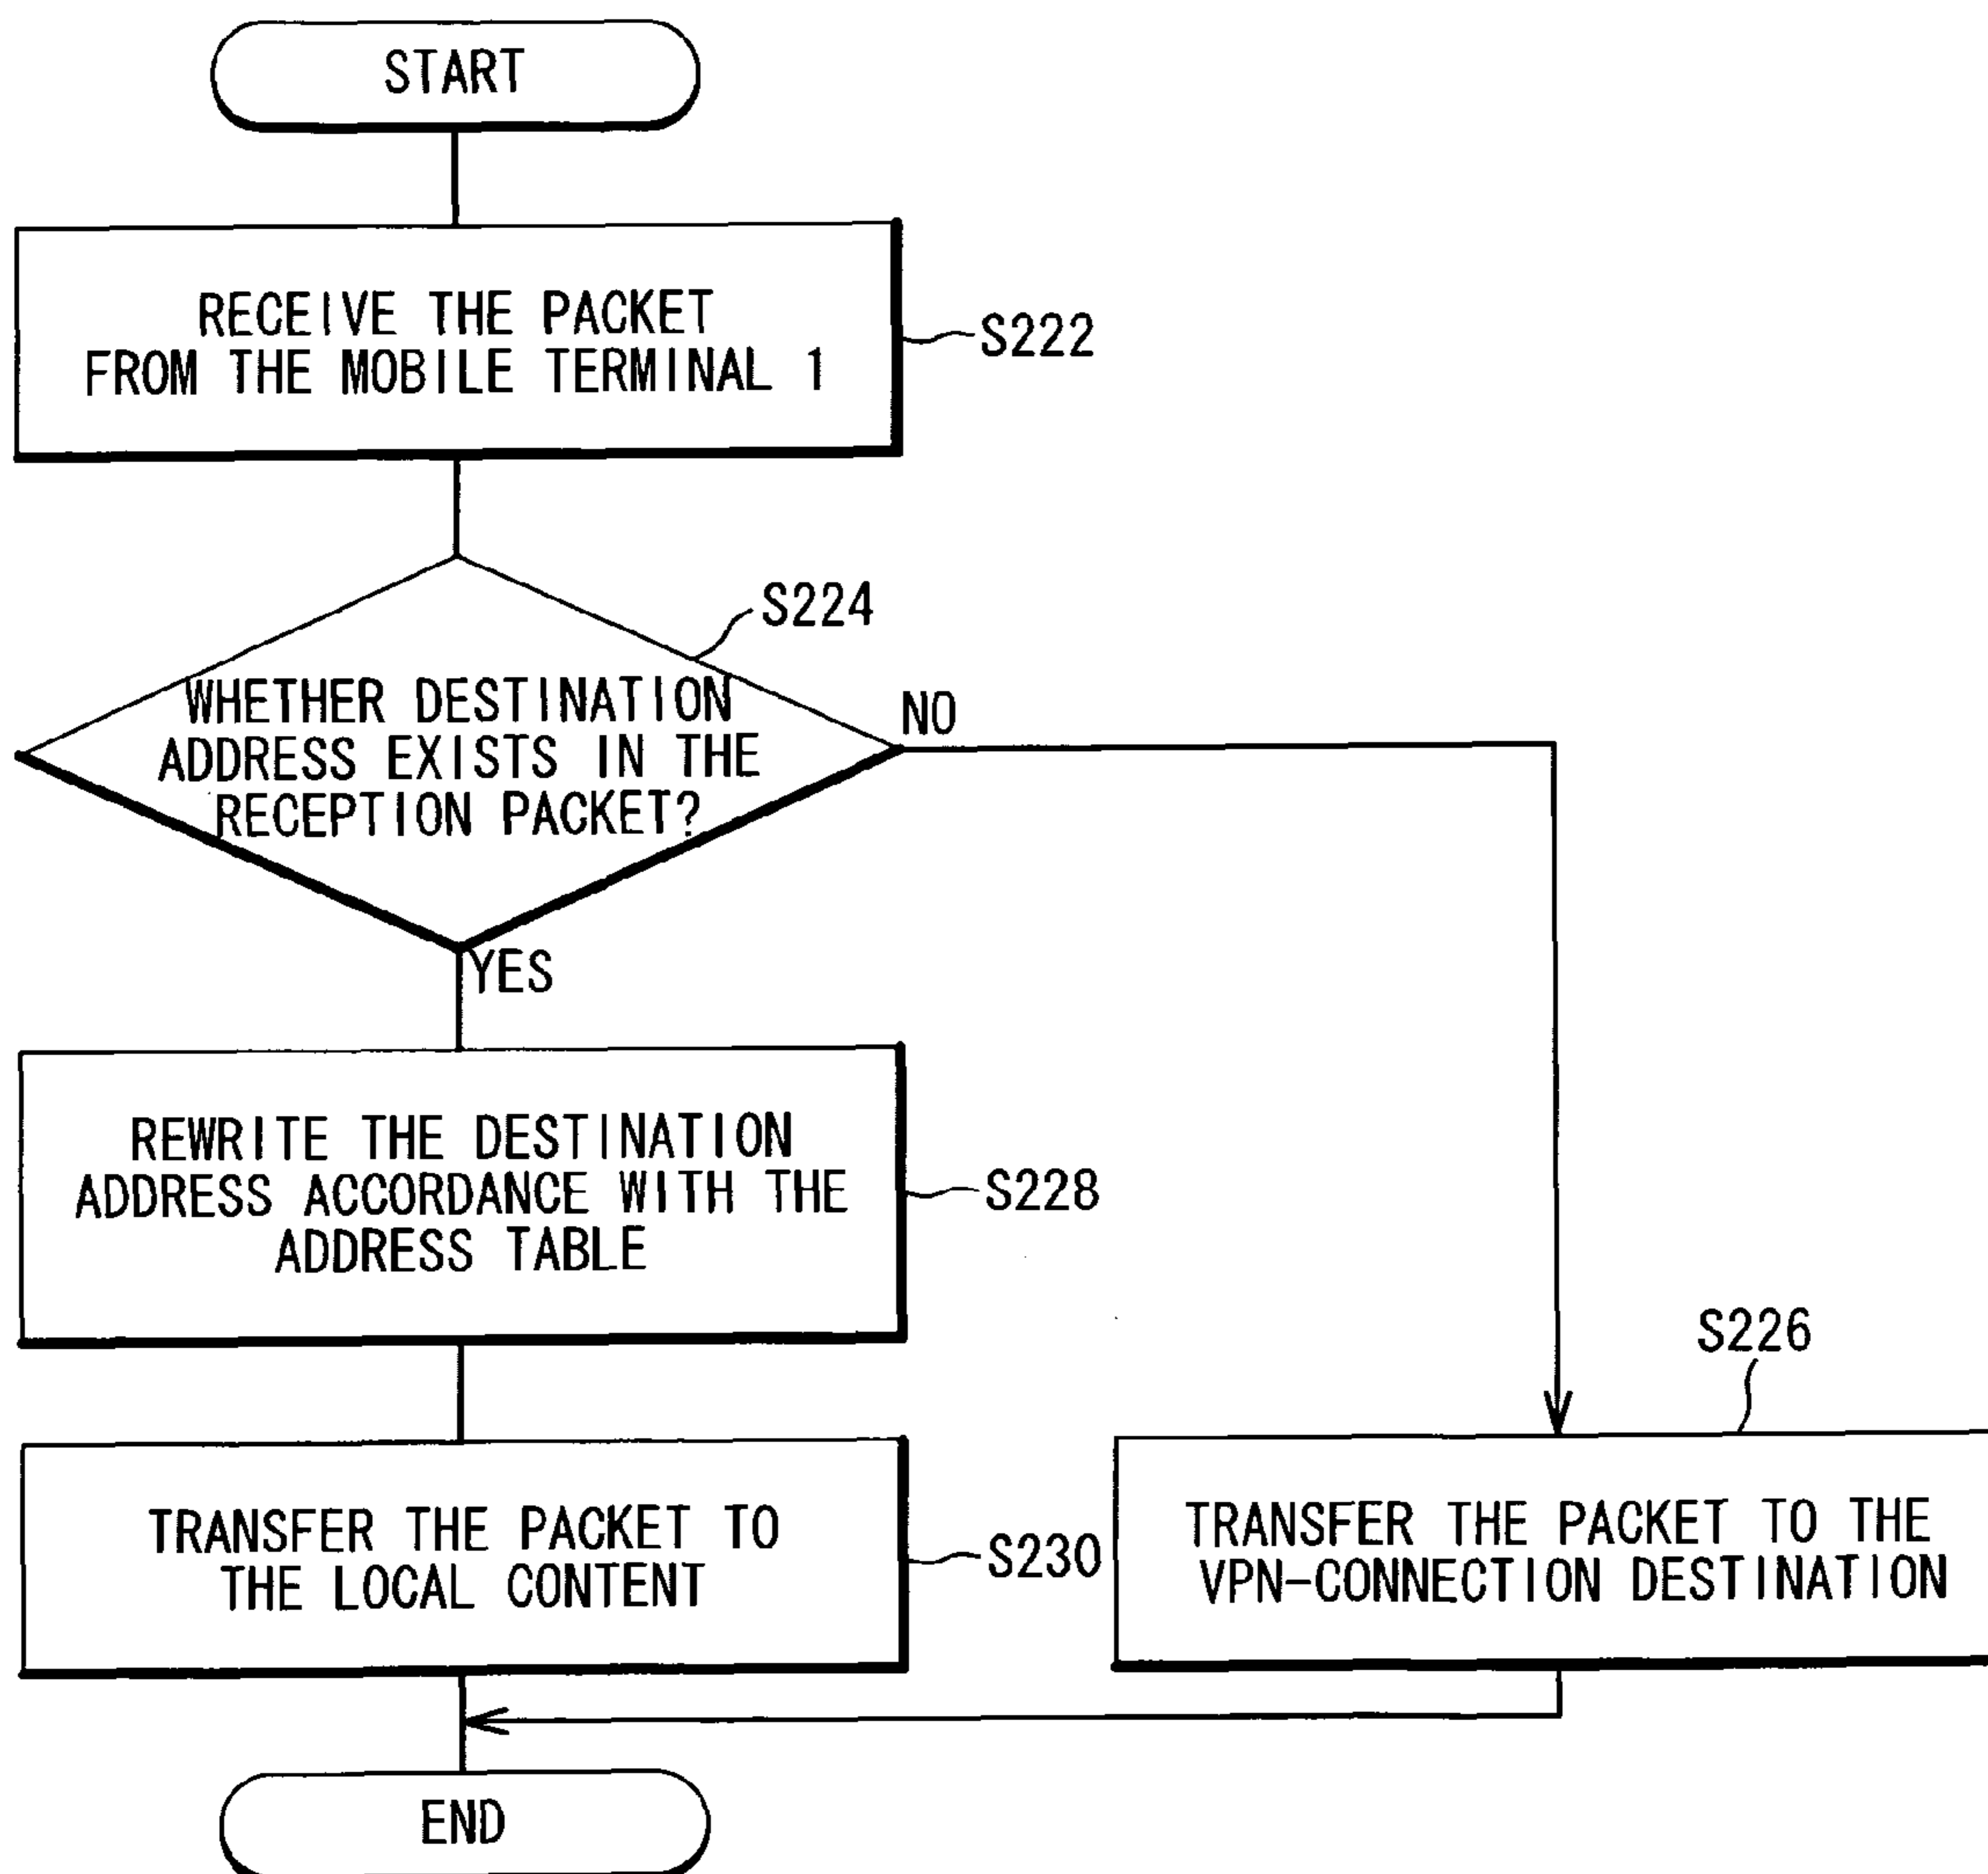 START
RECEIVE THE PACKET
FROM THE MOBILE TERMINAL 1
S222
S224
WHETHER DESTINATION
ADDRESS EXISTS IN THE
RECEPTION PACKET?
NO
YES
REWRITE THE DESTINATION
ADDRESS ACCORDANCE WITH THE
ADDRESS TABLE
S228
S226
TRANSFER THE PACKET TO
THE LOCAL CONTENT
S230
TRANSFER THE PACKET TO THE
VPN-CONNECTION DESTINATION
END